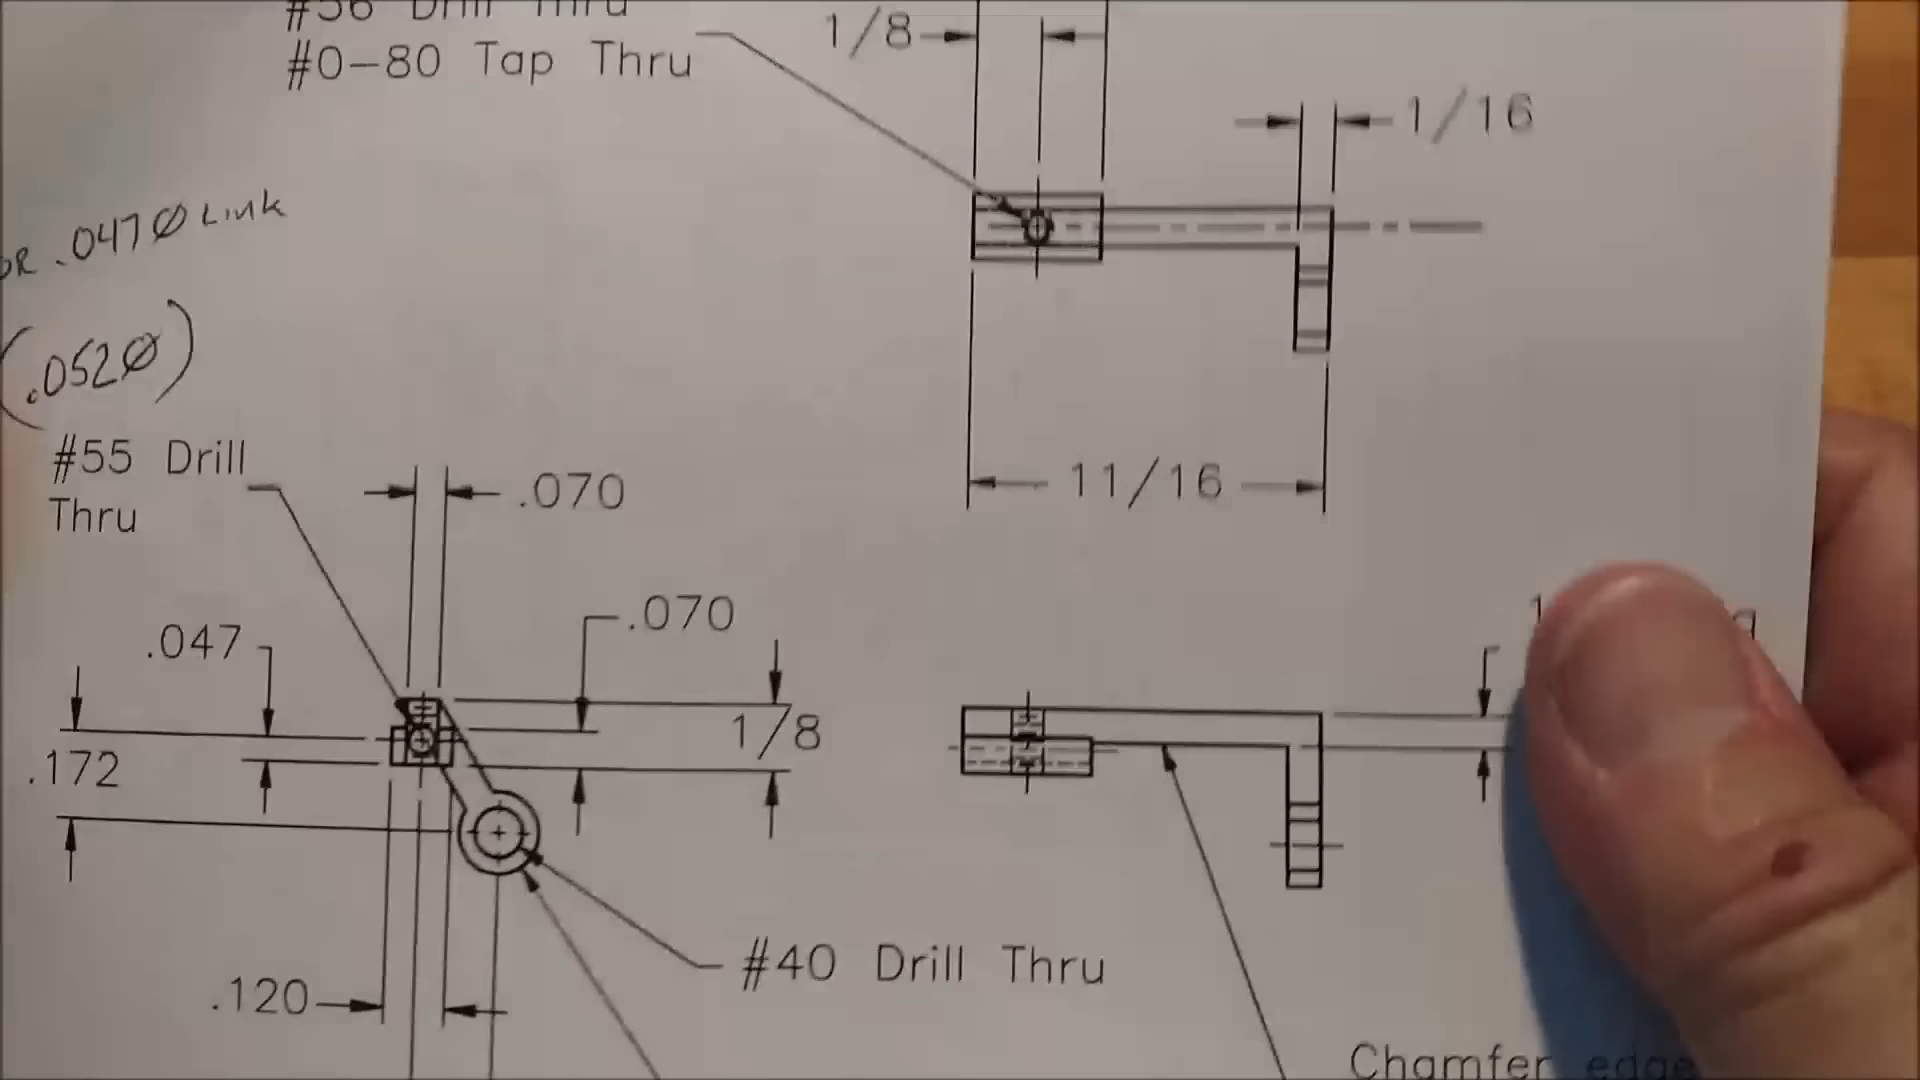 #56 Drill Thru
#0-80 Tap Thru
1/8
1/16
OR .047Ø Link
(.052Ø)
#55 Drill
Thru
.070
11/16
.047
.070
1/8
.172
#40 Drill Thru
.120
Chamfer edge